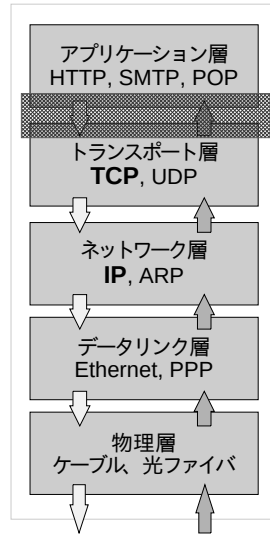 アプリケーション層
HTTP, SMTP, POP
トランスポート層
TCP, UDP
ネットワーク層
IP, ARP
データリンク層
Ethernet, PPP
物理層
ケーブル、光ファイバ